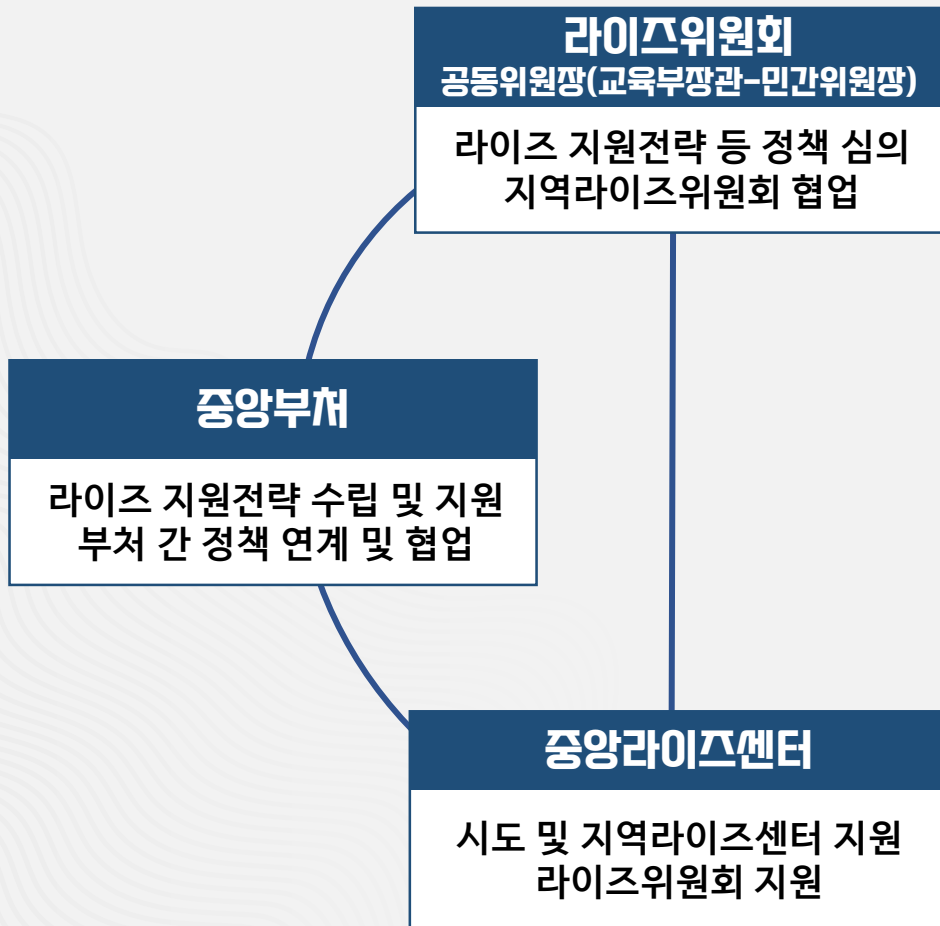 라이즈위원회
공동위원장(교육부장관-민간위원장)
라이즈 지원전략 등 정책 심의
지역라이즈위원회 협업
중앙부처
라이즈 지원전략 수립 및 지원
부처 간 정책 연계 및 협업
중앙라이즈센터
시도 및 지역라이즈센터 지원
라이즈위원회 지원